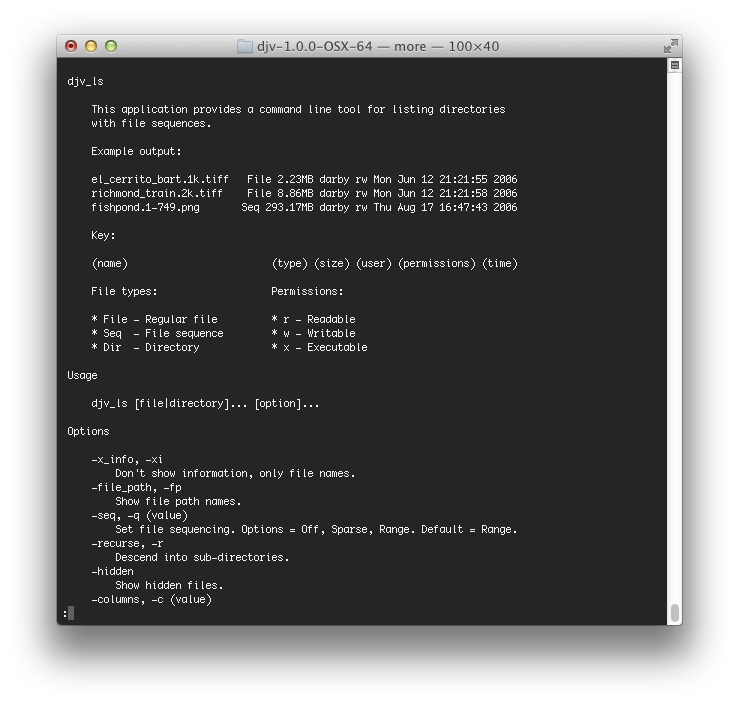 djv-1.0.0-OSX-64 — more — 100×40
djv_ls
This application provides a command line tool for listing directories
with file sequences.
Example output:
el_cerrito_bart.1k.tiff   File 2.23MB darby rw Mon Jun 12 21:21:55 2006
richmond_train.2k.tiff    File 8.86MB darby rw Mon Jun 12 21:21:58 2006
fishpond.1-749.png       Seq 293.17MB darby rw Thu Aug 17 16:47:43 2006
Key:
(name)                        (type) (size) (user) (permissions) (time)
File types:                   Permissions:
* File - Regular file         * r - Readable
* Seq  - File sequence        * w - Writable
* Dir  - Directory            * x - Executable
Usage
djv_ls [file|directory]... [option]...
Options
-x_info, -xi
Don't show information, only file names.
-file_path, -fp
Show file path names.
-seq, -q (value)
Set file sequencing. Options = Off, Sparse, Range. Default = Range.
-recurse, -r
Descend into sub-directories.
-hidden
Show hidden files.
-columns, -c (value)
: